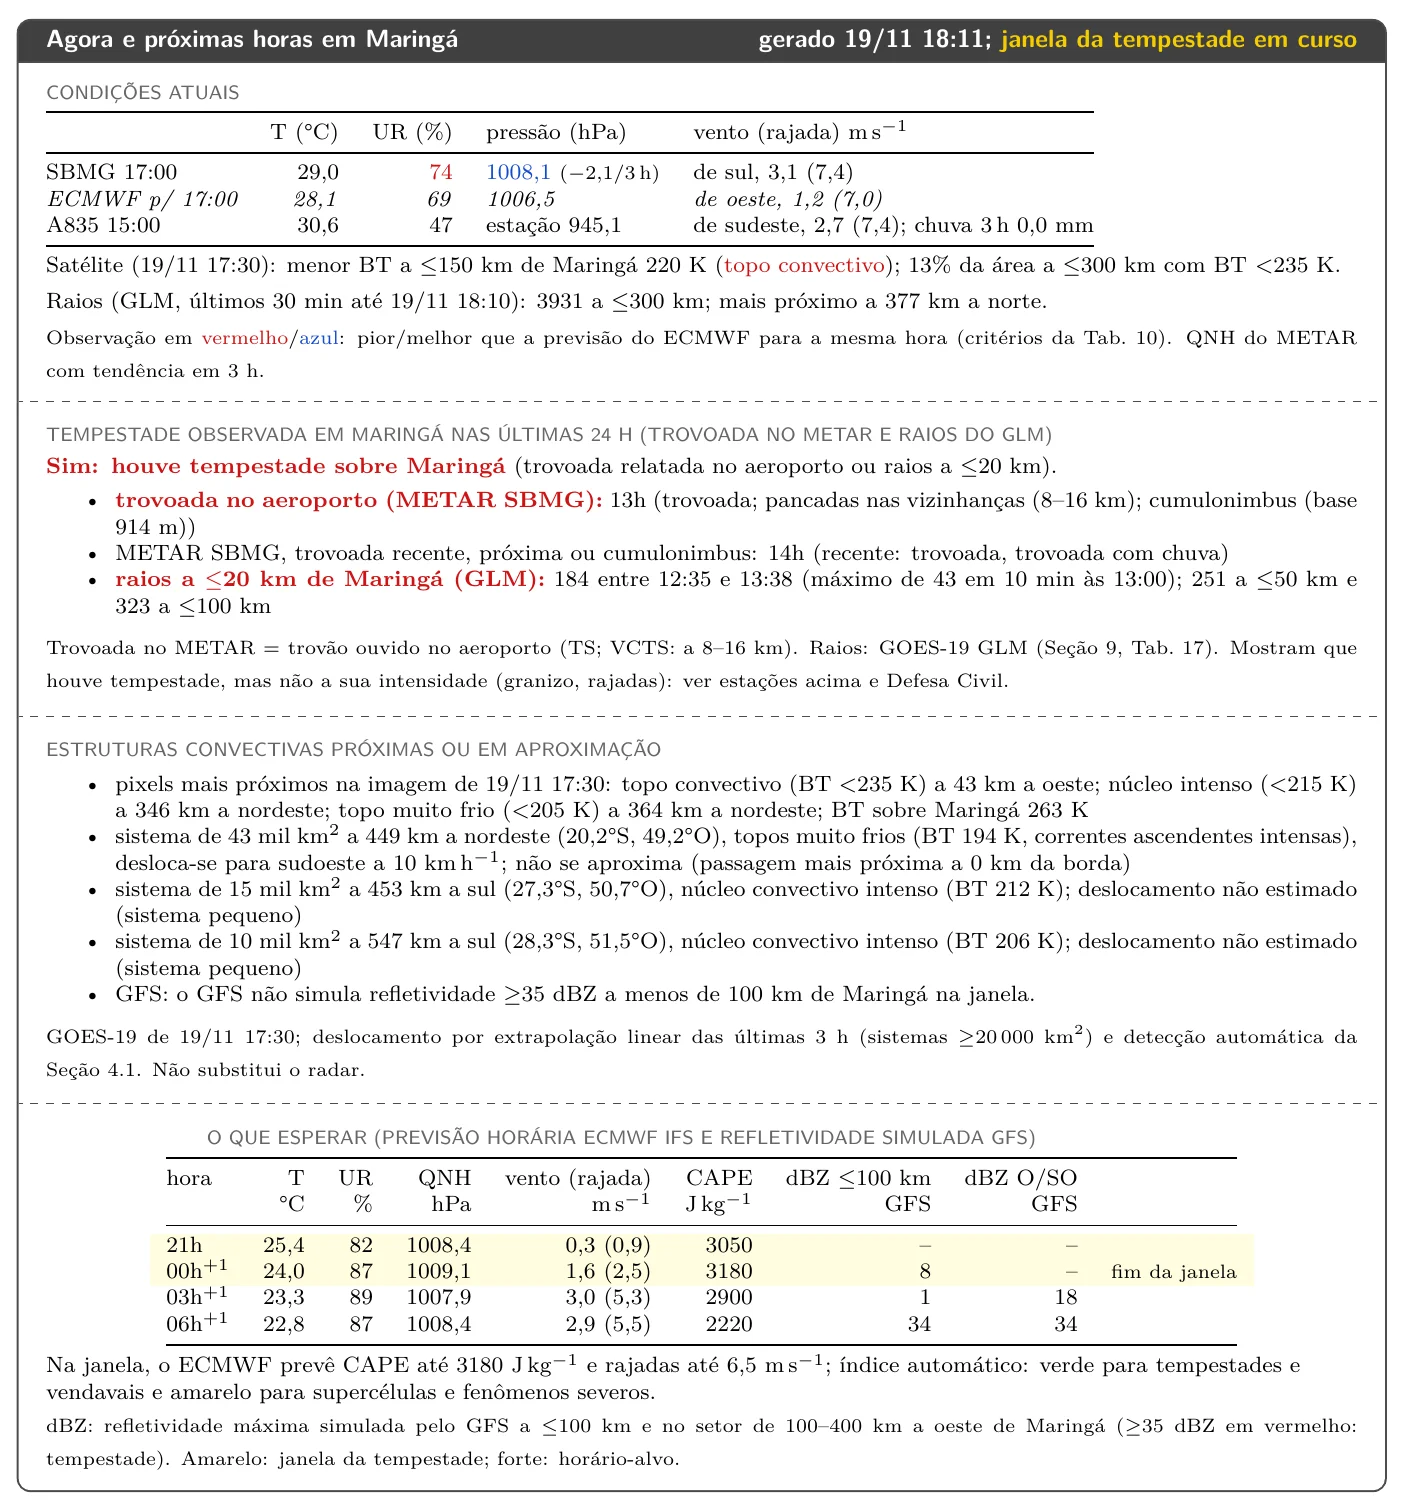 Agora e próximas horas em Maringá gerado 19/11 18:11; janela da tempestade em curso
CONDIÇÕES ATUAIS
T (°C) UR (%) pressão (hPa) vento (rajada) m s⁻¹
SBMG 17:00 29,0 74 1008,1 (−2,1/3 h) de sul, 3,1 (7,4)
ECMWF p/ 17:00 28,1 69 1006,5 de oeste, 1,2 (7,0)
A835 15:00 30,6 47 estação 945,1 de sudeste, 2,7 (7,4); chuva 3 h 0,0 mm
Satélite (19/11 17:30): menor BT a ≤150 km de Maringá 220 K (topo convectivo); 13% da área a ≤300 km com BT <235 K.
Raios (GLM, últimos 30 min até 19/11 18:10): 3931 a ≤300 km; mais próximo a 377 km a norte.
Observação em vermelho/azul: pior/melhor que a previsão do ECMWF para a mesma hora (critérios da Tab. 10). QNH do METAR
com tendência em 3 h.
TEMPESTADE OBSERVADA EM MARINGÁ NAS ÚLTIMAS 24 H (TROVOADA NO METAR E RAIOS DO GLM)
Sim: houve tempestade sobre Maringá (trovoada relatada no aeroporto ou raios a ≤20 km).
• trovoada no aeroporto (METAR SBMG): 13h (trovoada; pancadas nas vizinhanças (8–16 km); cumulonimbus (base
914 m))
• METAR SBMG, trovoada recente, próxima ou cumulonimbus: 14h (recente: trovoada, trovoada com chuva)
• raios a ≤20 km de Maringá (GLM): 184 entre 12:35 e 13:38 (máximo de 43 em 10 min às 13:00); 251 a ≤50 km e
323 a ≤100 km
Trovoada no METAR = trovão ouvido no aeroporto (TS; VCTS: a 8–16 km). Raios: GOES-19 GLM (Seção 9, Tab. 17). Mostram que
houve tempestade, mas não a sua intensidade (granizo, rajadas): ver estações acima e Defesa Civil.
ESTRUTURAS CONVECTIVAS PRÓXIMAS OU EM APROXIMAÇÃO
• pixels mais próximos na imagem de 19/11 17:30: topo convectivo (BT <235 K) a 43 km a oeste; núcleo intenso (<215 K)
a 346 km a nordeste; topo muito frio (<205 K) a 364 km a nordeste; BT sobre Maringá 263 K
• sistema de 43 mil km² a 449 km a nordeste (20,2°S, 49,2°O), topos muito frios (BT 194 K, correntes ascendentes intensas),
desloca-se para sudoeste a 10 km h⁻¹; não se aproxima (passagem mais próxima a 0 km da borda)
• sistema de 15 mil km² a 453 km a sul (27,3°S, 50,7°O), núcleo convectivo intenso (BT 212 K); deslocamento não estimado
(sistema pequeno)
• sistema de 10 mil km² a 547 km a sul (28,3°S, 51,5°O), núcleo convectivo intenso (BT 206 K); deslocamento não estimado
(sistema pequeno)
• GFS: o GFS não simula refletividade ≥35 dBZ a menos de 100 km de Maringá na janela.
GOES-19 de 19/11 17:30; deslocamento por extrapolação linear das últimas 3 h (sistemas ≥20 000 km²) e detecção automática da
Seção 4.1. Não substitui o radar.
O QUE ESPERAR (PREVISÃO HORÁRIA ECMWF IFS E REFLETIVIDADE SIMULADA GFS)
hora T UR QNH vento (rajada) CAPE dBZ ≤100 km dBZ O/SO
°C % hPa m s⁻¹ J kg⁻¹ GFS GFS
21h 25,4 82 1008,4 0,3 (0,9) 3050 – –
00h⁺¹ 24,0 87 1009,1 1,6 (2,5) 3180 8 – fim da janela
03h⁺¹ 23,3 89 1007,9 3,0 (5,3) 2900 1 18
06h⁺¹ 22,8 87 1008,4 2,9 (5,5) 2220 34 34
Na janela, o ECMWF prevê CAPE até 3180 J kg⁻¹ e rajadas até 6,5 m s⁻¹; índice automático: verde para tempestades e
vendavais e amarelo para supercélulas e fenômenos severos.
dBZ: refletividade máxima simulada pelo GFS a ≤100 km e no setor de 100–400 km a oeste de Maringá (≥35 dBZ em vermelho:
tempestade). Amarelo: janela da tempestade; forte: horário-alvo.